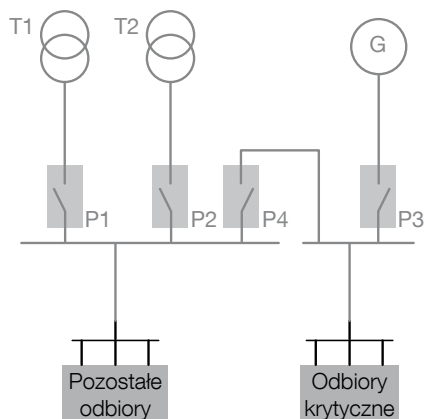 T1
T2
G
P1
P2
P4
P3
Pozostałe
odbiory
Odbiory
krytyczne